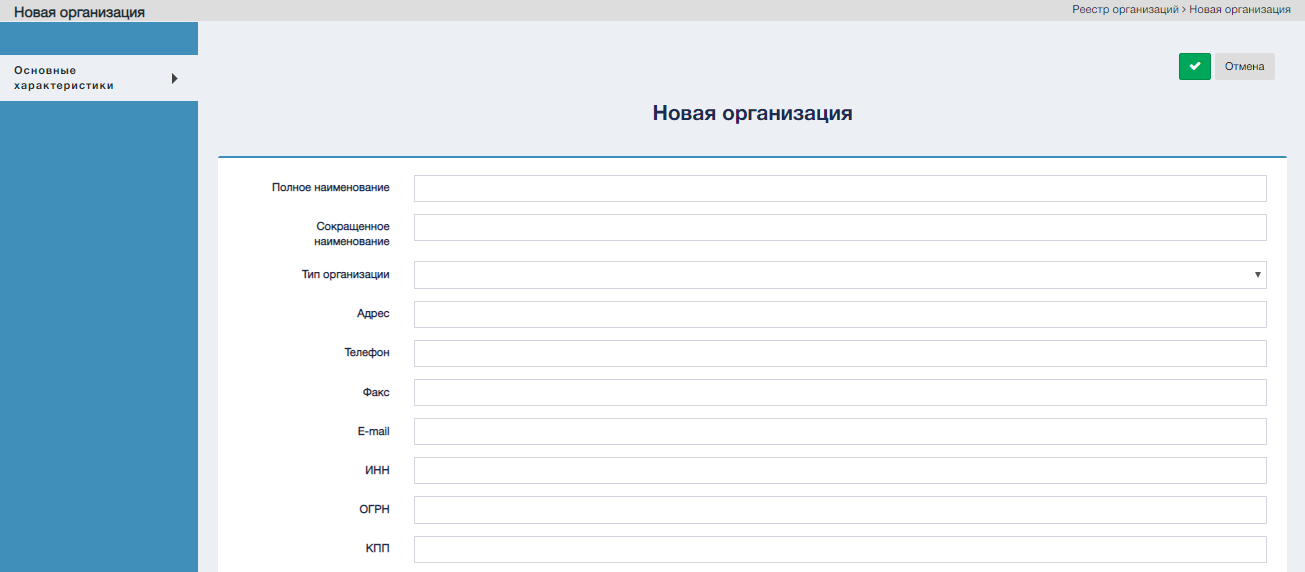 Новая организация
Реестр организаций › Новая организация
Основные
характеристики
Отмена
Новая организация
Полное наименование
Сокращенное
наименование
Тип организации
Адрес
Телефон
Факс
E-mail
ИНН
ОГРН
КПП